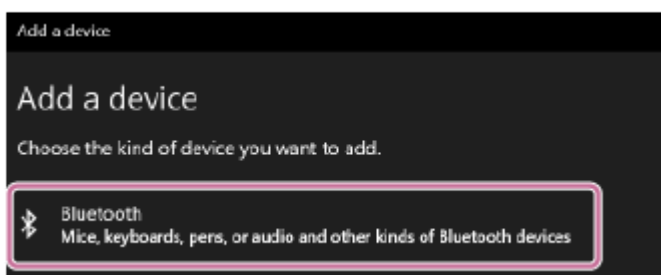 Add a device
Add a device
Choose the kind of device you want to add.
Bluetooth
Mice, keyboards, pens, or audio and other kinds of Bluetooth devices